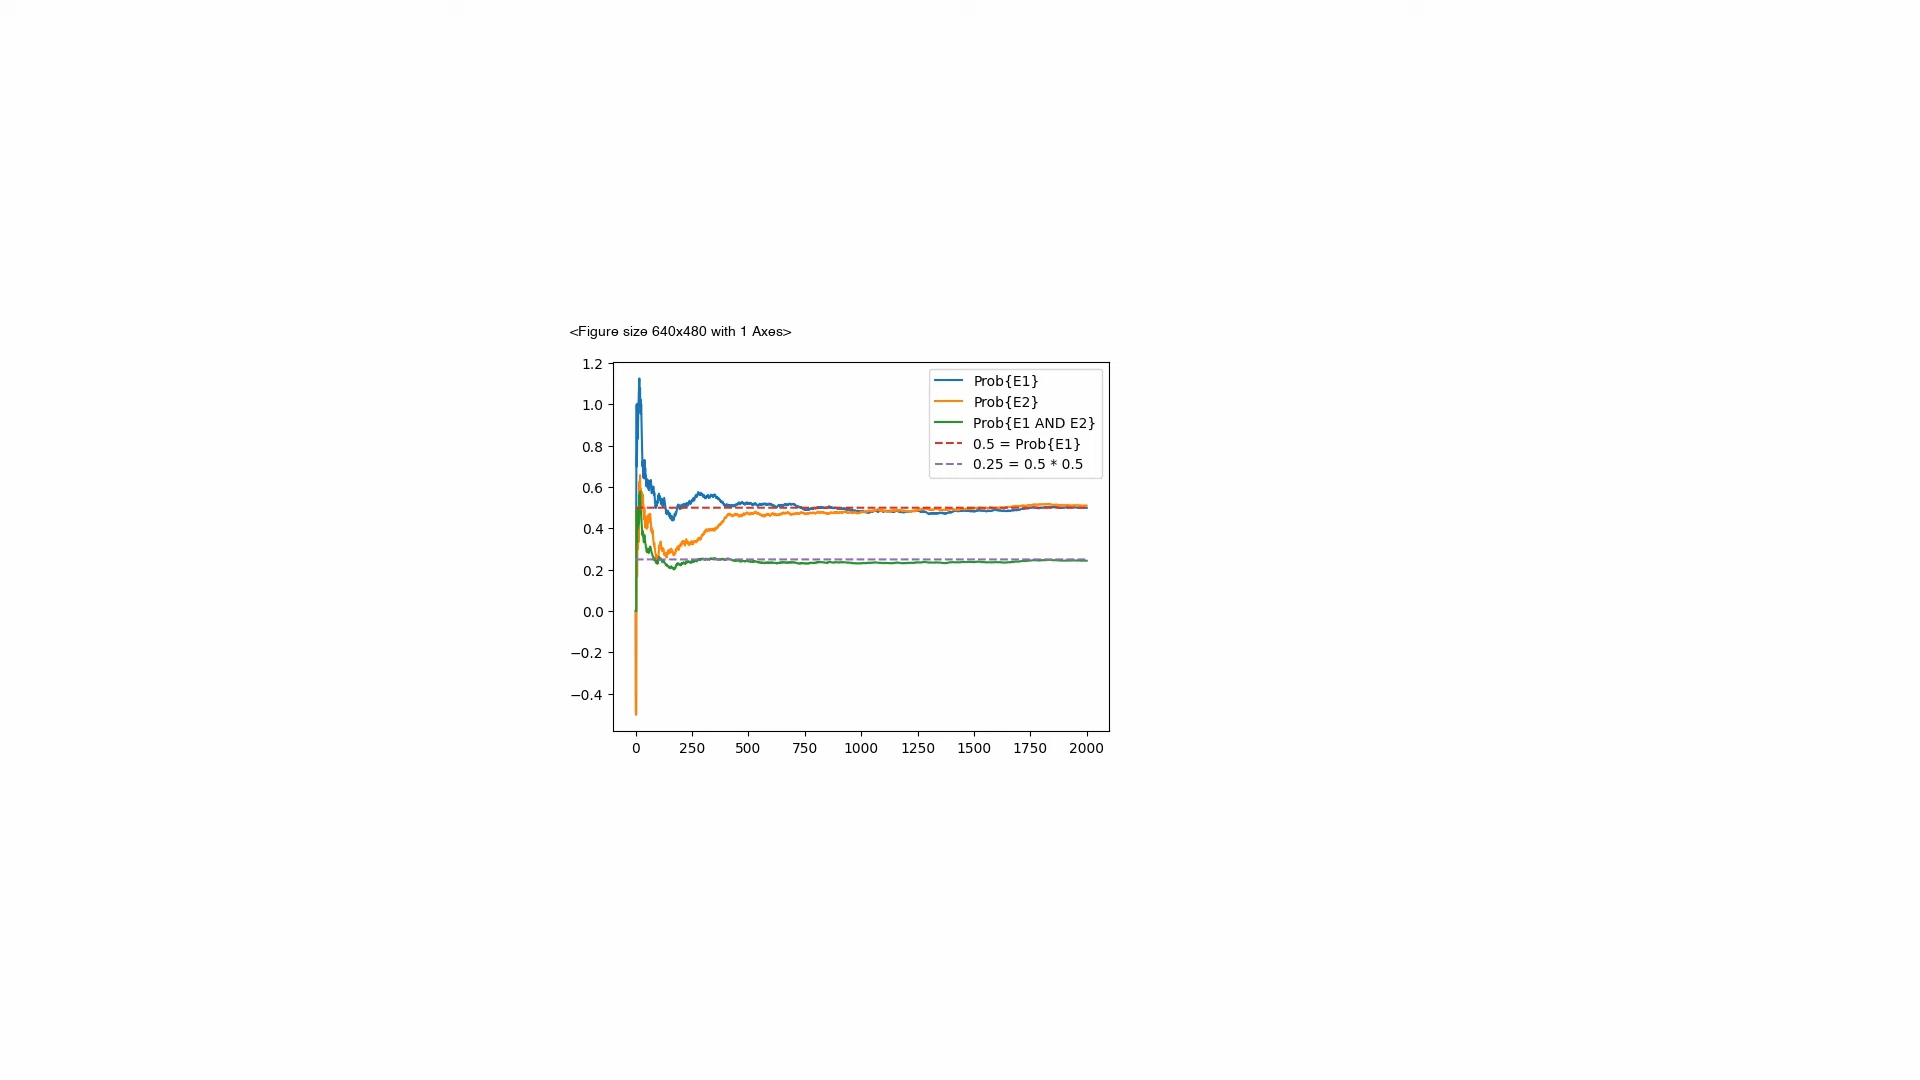 <Figure size 640x480 with 1 Axes>
1.2
1.0
0.8
0.6
0.4
0.2
0.0
−0.2
−0.4
Prob{E1}
Prob{E2}
Prob{E1 AND E2}
0.5 = Prob{E1}
0.25 = 0.5 * 0.5
0 250 500 750 1000 1250 1500 1750 2000